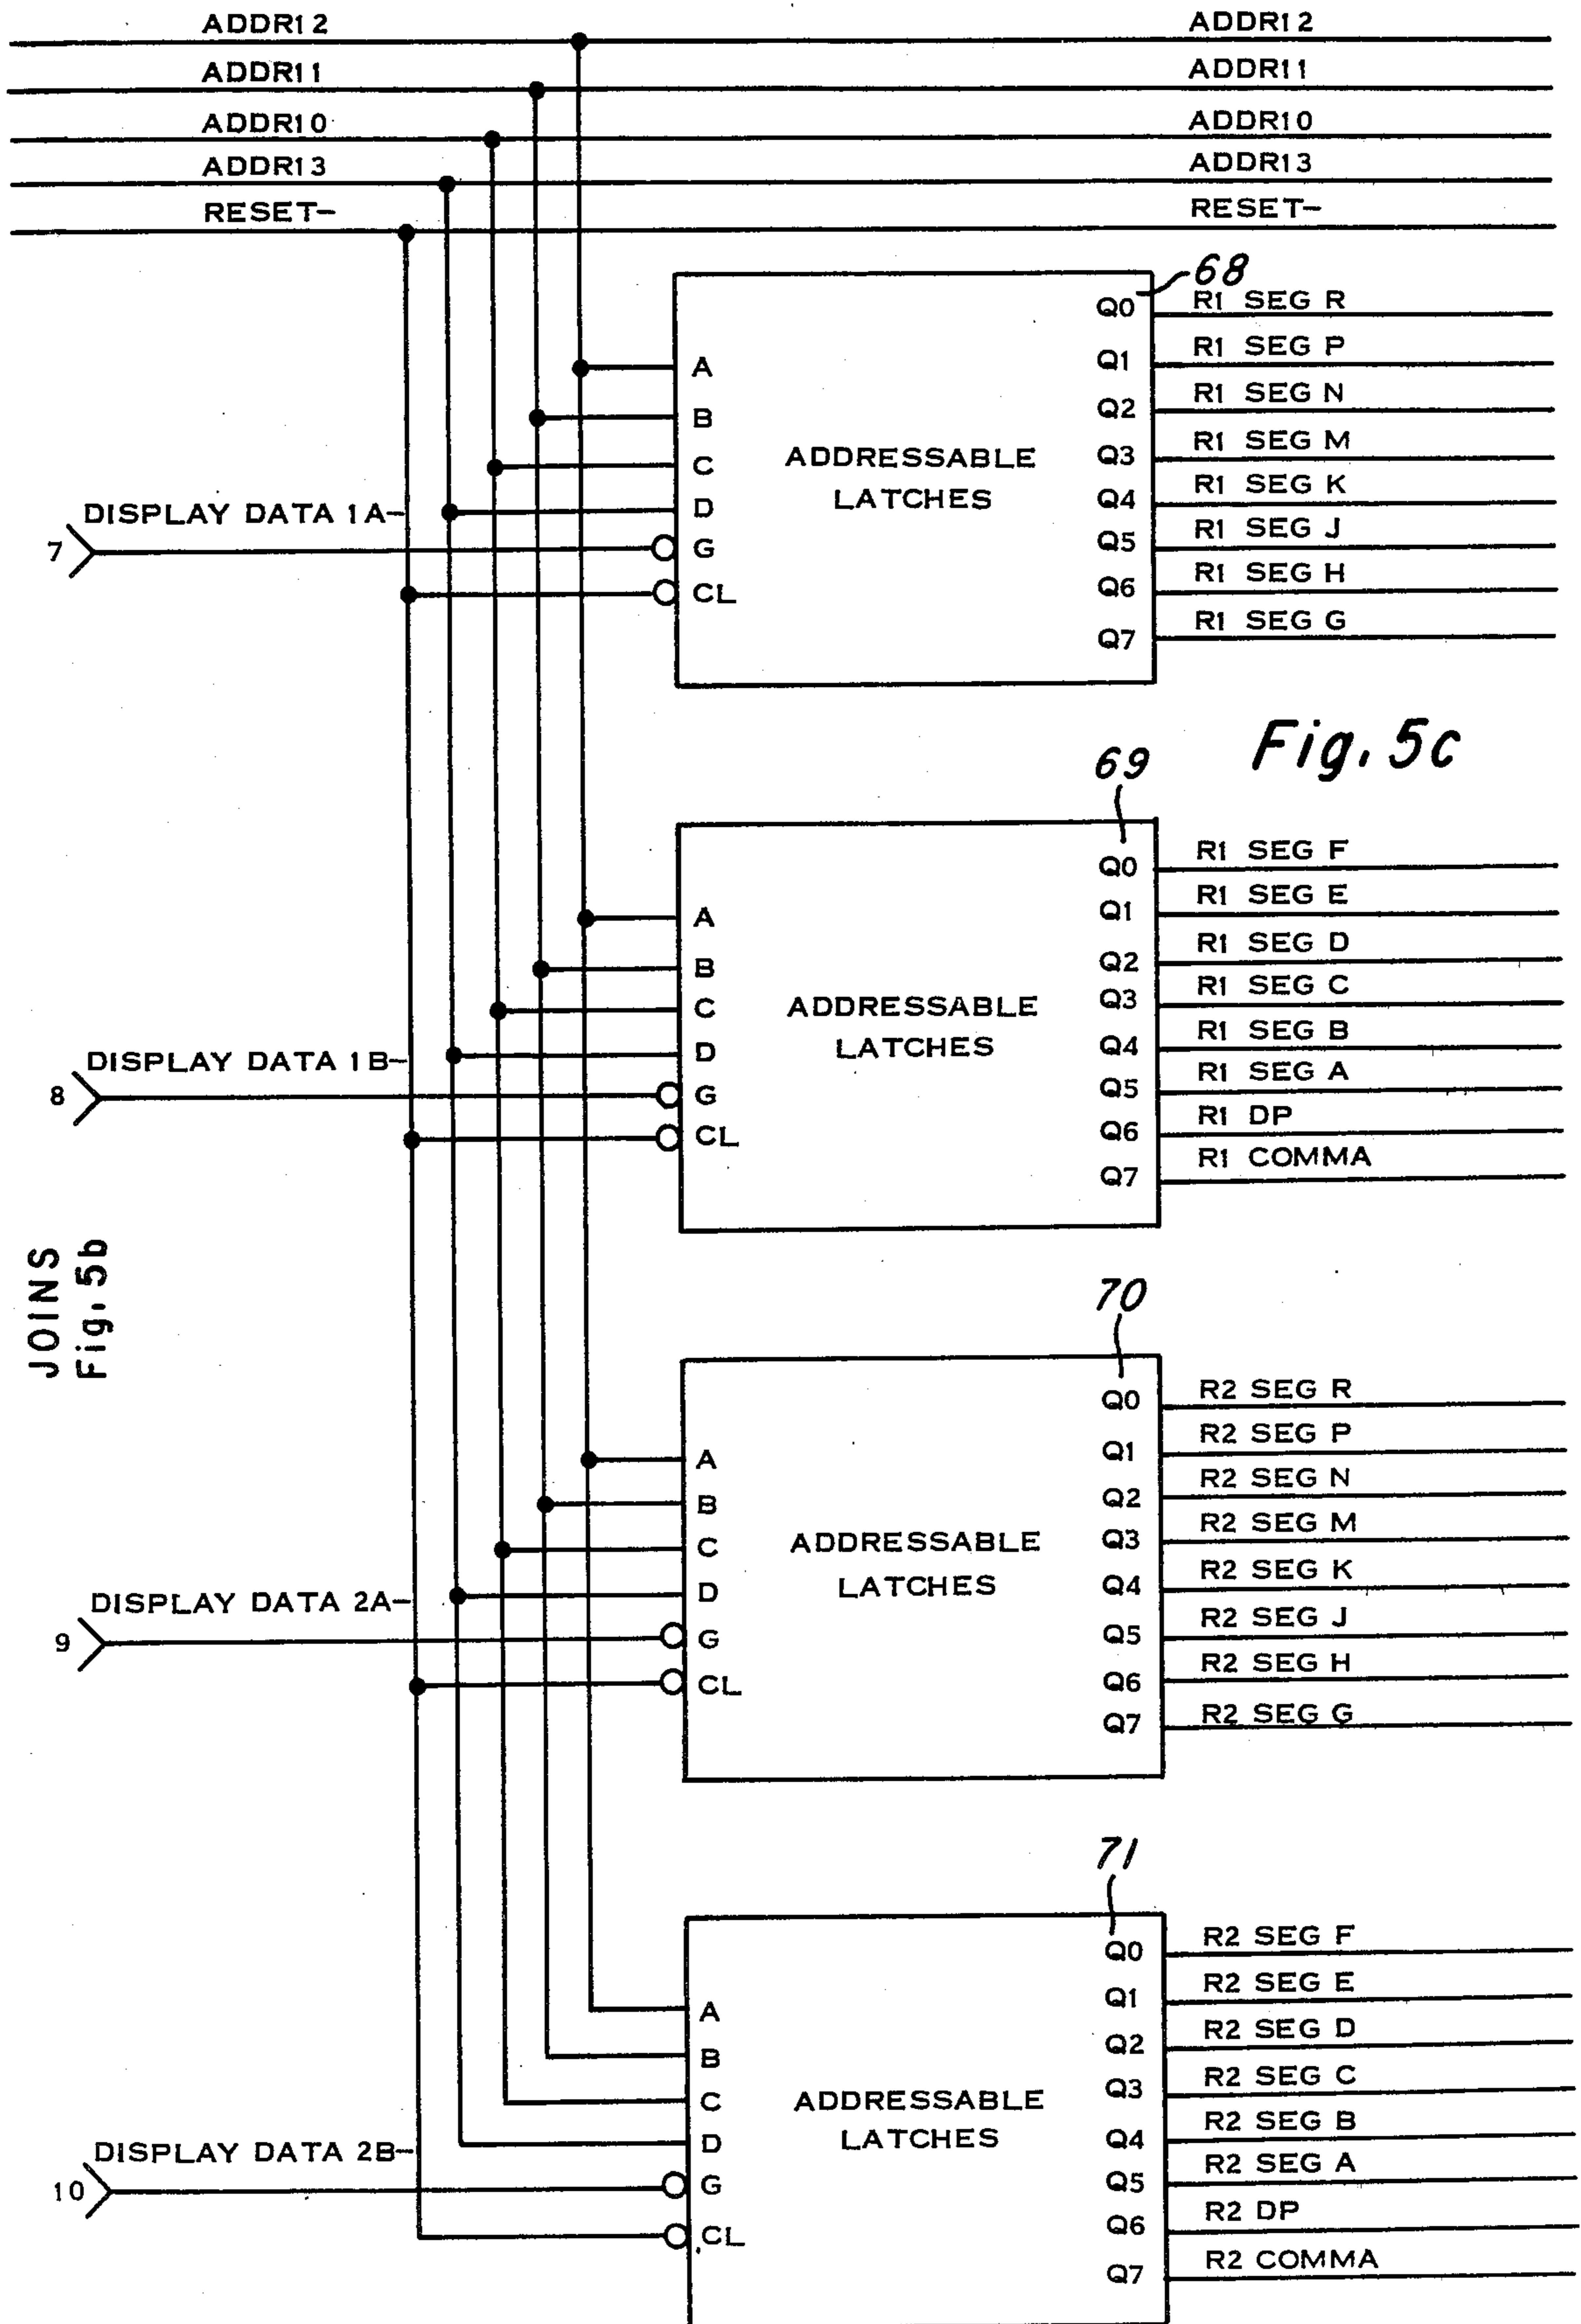 ADDR12 ADDR12
ADDR11 ADDR11
ADDR10 ADDR10
ADDR13 ADDR13
RESET- RESET-
68
Q0 R1 SEG R
Q1 R1 SEG P
A
Q2 R1 SEG N
B
Q3 R1 SEG M
C
ADDRESSABLE
LATCHES
Q4 R1 SEG K
DISPLAY DATA 1A- D
Q5 R1 SEG J
7 G
Q6 R1 SEG H
CL
Q7 R1 SEG G
Fig. 5c
69
Q0 R1 SEG F
Q1 R1 SEG E
A
Q2 R1 SEG D
B
Q3 R1 SEG C
C
ADDRESSABLE
LATCHES
Q4 R1 SEG B
DISPLAY DATA 1B- D
Q5 R1 SEG A
8 G
Q6 R1 DP
CL
Q7 R1 COMMA
JOINS
Fig. 5b
70
Q0 R2 SEG R
Q1 R2 SEG P
A
Q2 R2 SEG N
B
Q3 R2 SEG M
C
ADDRESSABLE
LATCHES
Q4 R2 SEG K
DISPLAY DATA 2A- D
Q5 R2 SEG J
9 G
Q6 R2 SEG H
CL
Q7 R2 SEG G
71
Q0 R2 SEG F
Q1 R2 SEG E
A
Q2 R2 SEG D
B
Q3 R2 SEG C
C
ADDRESSABLE
LATCHES
Q4 R2 SEG B
DISPLAY DATA 2B- D
Q5 R2 SEG A
10 G
Q6 R2 DP
CL
Q7 R2 COMMA